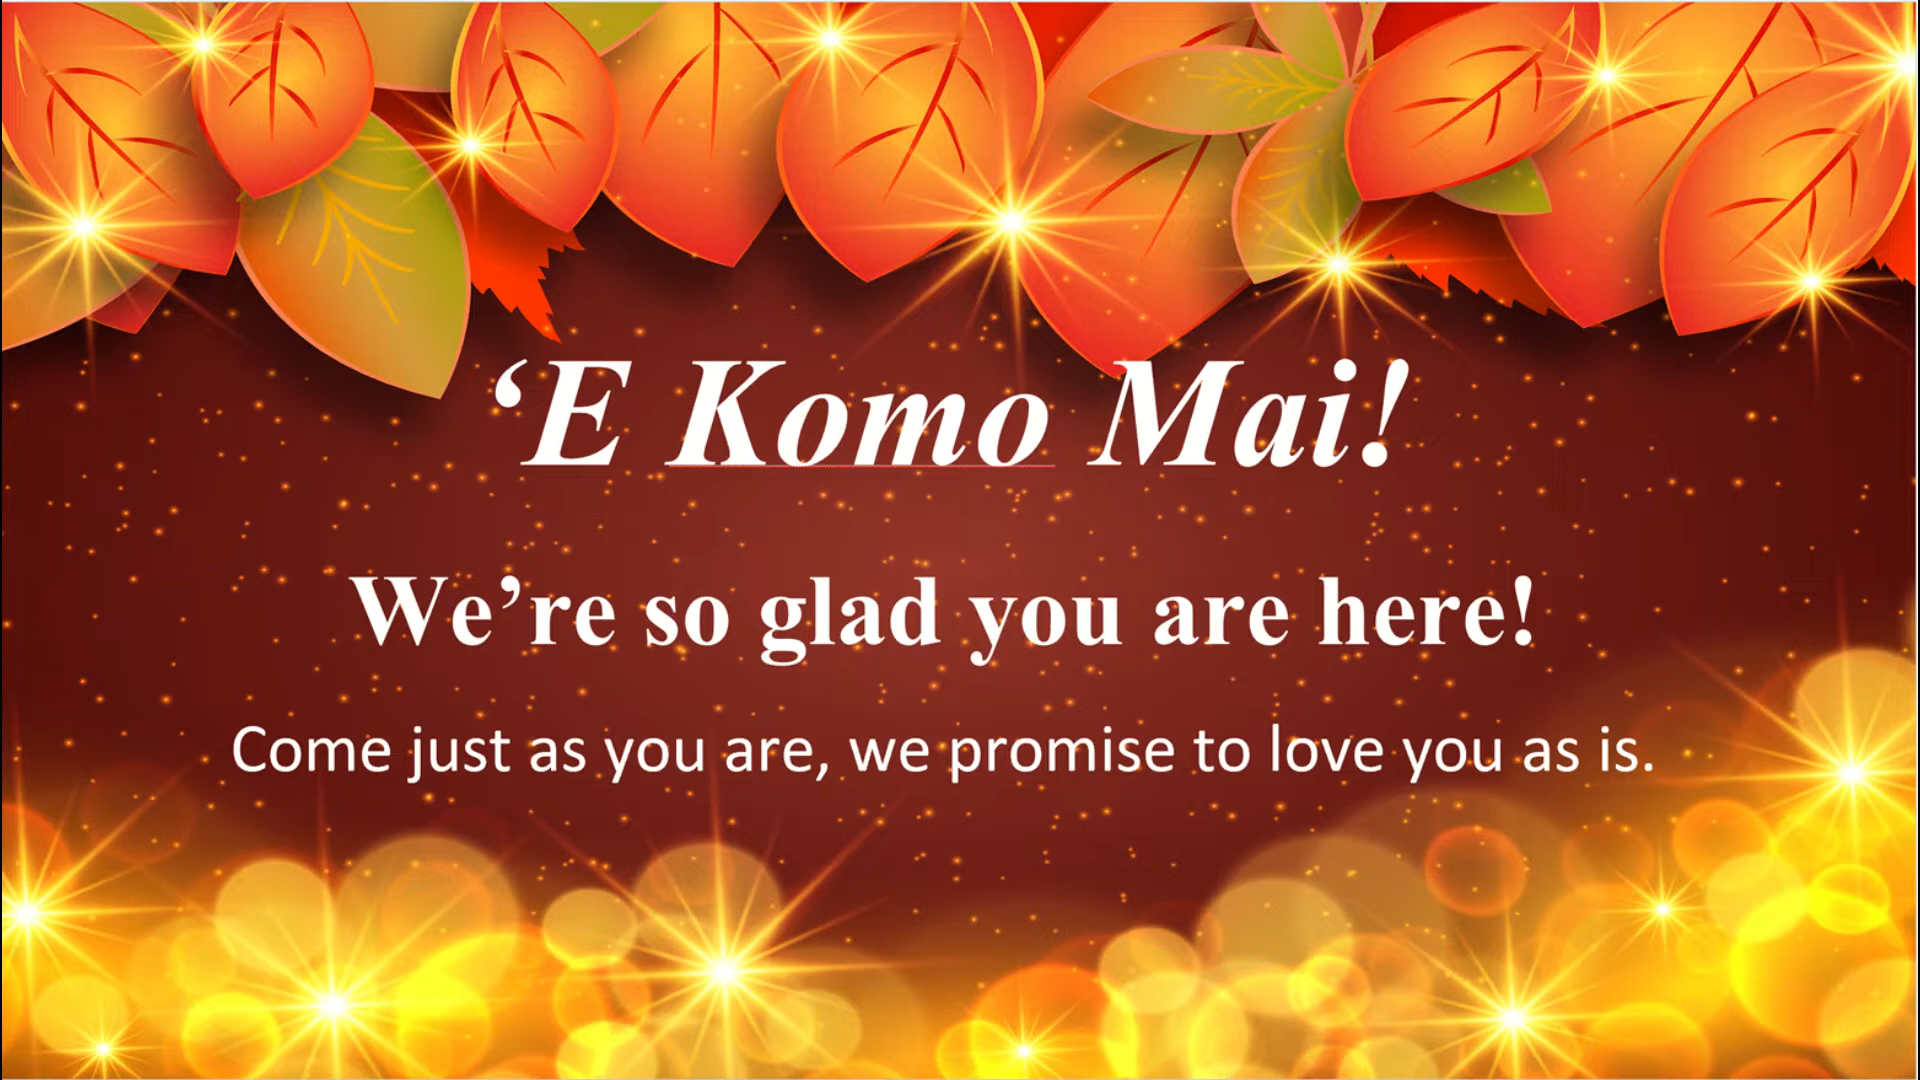 ‘E Komo Mai!
We’re so glad you are here!
Come just as you are, we promise to love you as is.